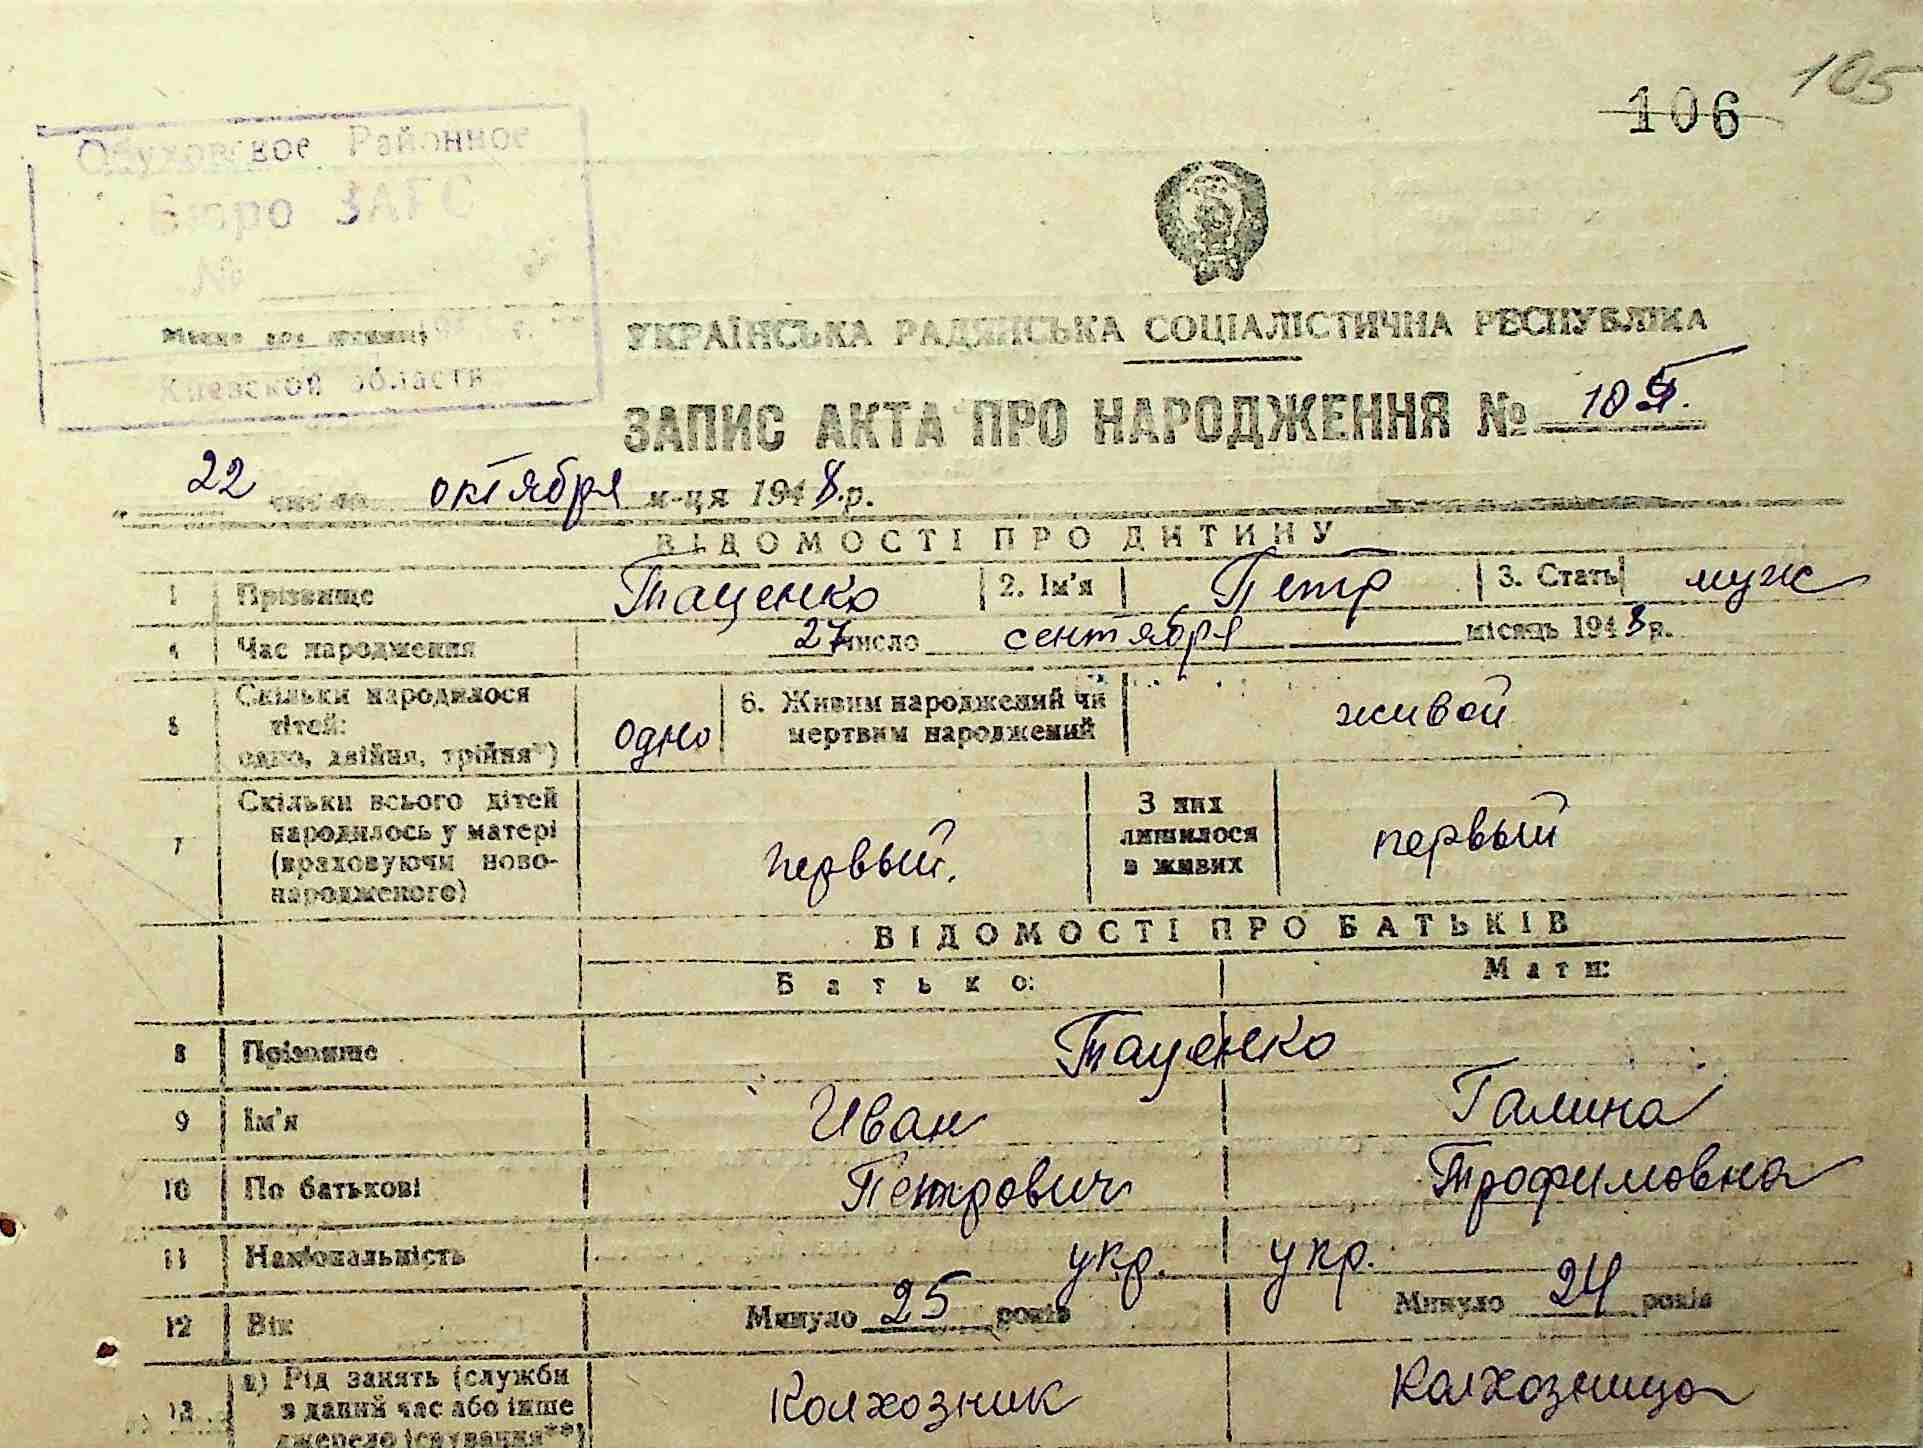 105
106
Обуховское Районное
Бюро ЗАГС
№
Місце для штампу
г.
Киевской области
УКРАЇНСЬКА РАДЯНСЬКА СОЦІАЛІСТИЧНА РЕСПУБЛІКА
ЗАПИС АКТА ПРО НАРОДЖЕННЯ № 105.
" 22 число октября м-ця 1948.р.
ВІДОМОСТІ ПРО ДИТИНУ
1 Прізвище Таценко 2. Ім'я Петр 3. Стать муж
4 Час народження 27 число сентября місяць 1948 р.
5 Скільки народилося дітей: одно, двійня, трійня*) одно 6. Живим народжений чи мертвим народжений живой
7 Скільки всього дітей народилось у матері (враховуючи новонародженого) первый. З них лишилося в живих первый
ВІДОМОСТІ ПРО БАТЬКІВ
Батько: Мати:
8 Прізвище Таценко
9 Ім'я Иван Галина
10 По батькові Петрович Трофимовна
11 Національність укр. укр.
12 Вік Минуло 25 років Минуло 24 років
13 а) Рід занять (служби в даний час або інше джерело існування**) Колхозник Колхозница